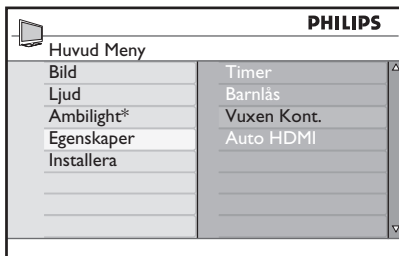 PHILIPS
Huvud Meny
Bild
Ljud
Ambilight*
Egenskaper
Installera
Timer
Barnlås
Vuxen Kont.
Auto HDMI